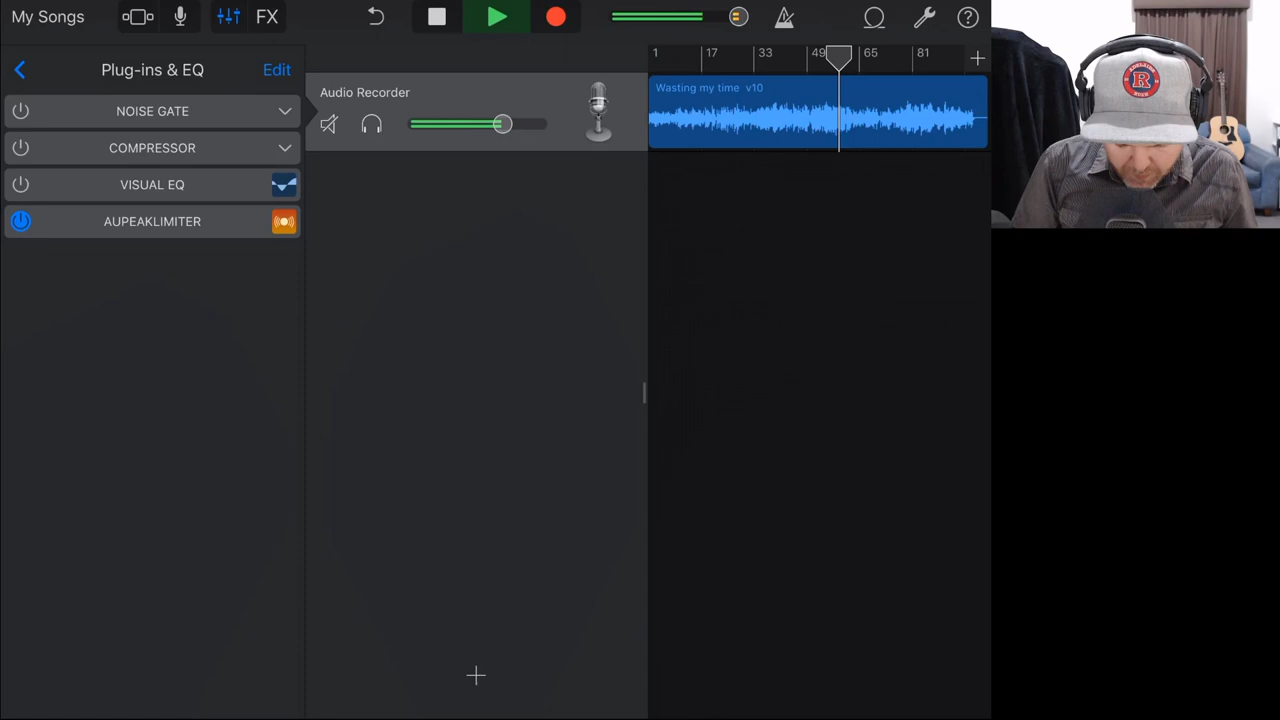 My Songs
FX
Plug-ins & EQ
Edit
NOISE GATE
COMPRESSOR
VISUAL EQ
AUPEAKLIMITER
Audio Recorder
1 17 33 49 65 81
Wasting my time v10
R